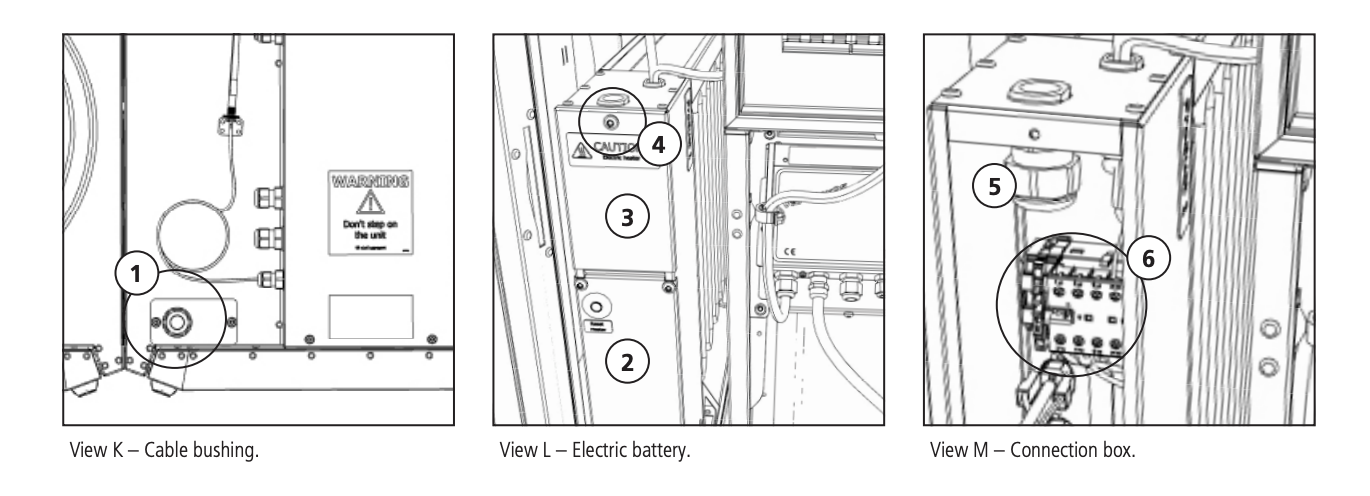 WARNING
Don't step on
the unit
1
CAUTION
Electric heater
4
3
2
CE
5
6
View K – Cable bushing.
View L – Electric battery.
View M – Connection box.